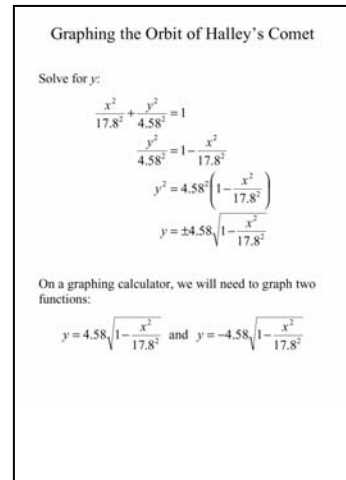 Graphing the Orbit of Halley's Comet
Solve for y:
x²/17.8² + y²/4.58² = 1
y²/4.58² = 1 − x²/17.8²
y² = 4.58²(1 − x²/17.8²)
y = ±4.58√(1 − x²/17.8²)
On a graphing calculator, we will need to graph two
functions:
y = 4.58√(1 − x²/17.8²) and y = −4.58√(1 − x²/17.8²)